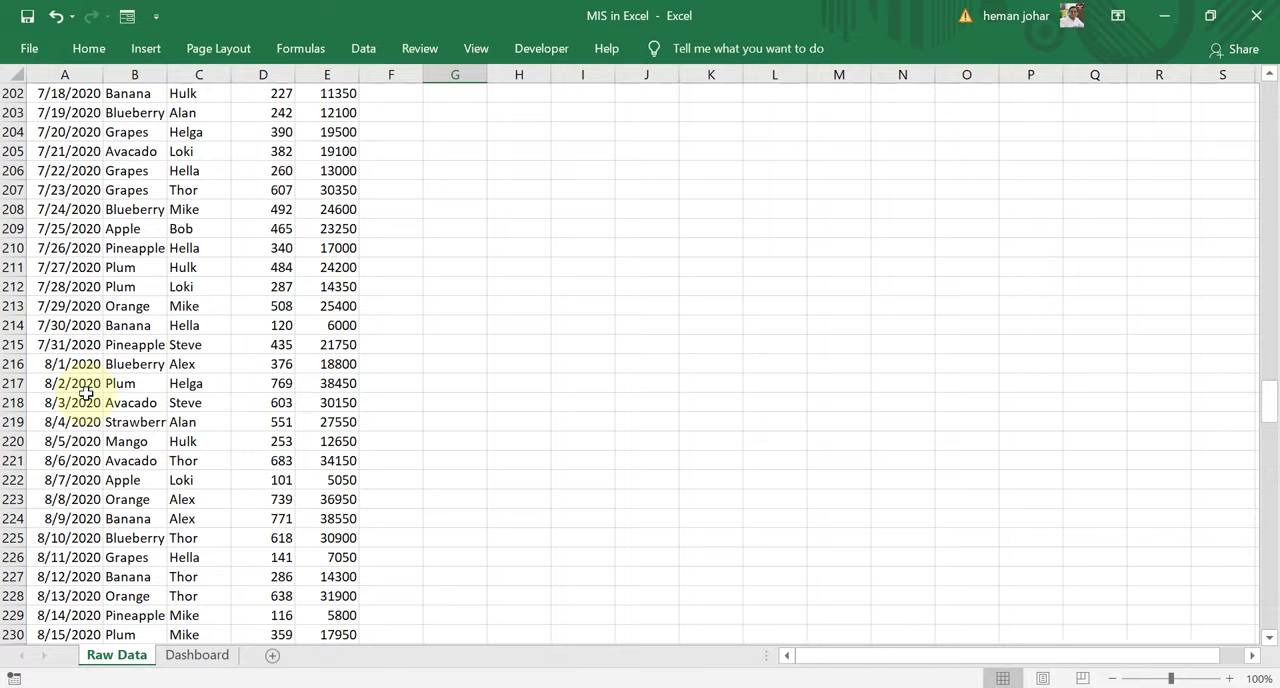 MIS in Excel - Excel
heman johar
File Home Insert Page Layout Formulas Data Review View Developer Help Tell me what you want to do Share
A B C D E F G H I J K L M N O P Q R S
202 7/18/2020 Banana Hulk 227 11350
203 7/19/2020 Blueberry Alan 242 12100
204 7/20/2020 Grapes Helga 390 19500
205 7/21/2020 Avacado Loki 382 19100
206 7/22/2020 Grapes Hella 260 13000
207 7/23/2020 Grapes Thor 607 30350
208 7/24/2020 Blueberry Mike 492 24600
209 7/25/2020 Apple Bob 465 23250
210 7/26/2020 Pineapple Hella 340 17000
211 7/27/2020 Plum Hulk 484 24200
212 7/28/2020 Plum Loki 287 14350
213 7/29/2020 Orange Mike 508 25400
214 7/30/2020 Banana Hella 120 6000
215 7/31/2020 Pineapple Steve 435 21750
216 8/1/2020 Blueberry Alex 376 18800
217 8/2/2020 Plum Helga 769 38450
218 8/3/2020 Avacado Steve 603 30150
219 8/4/2020 Strawberr Alan 551 27550
220 8/5/2020 Mango Hulk 253 12650
221 8/6/2020 Avacado Thor 683 34150
222 8/7/2020 Apple Loki 101 5050
223 8/8/2020 Orange Alex 739 36950
224 8/9/2020 Banana Alex 771 38550
225 8/10/2020 Blueberry Thor 618 30900
226 8/11/2020 Grapes Hella 141 7050
227 8/12/2020 Banana Thor 286 14300
228 8/13/2020 Orange Thor 638 31900
229 8/14/2020 Pineapple Mike 116 5800
230 8/15/2020 Plum Mike 359 17950
Raw Data Dashboard
100%